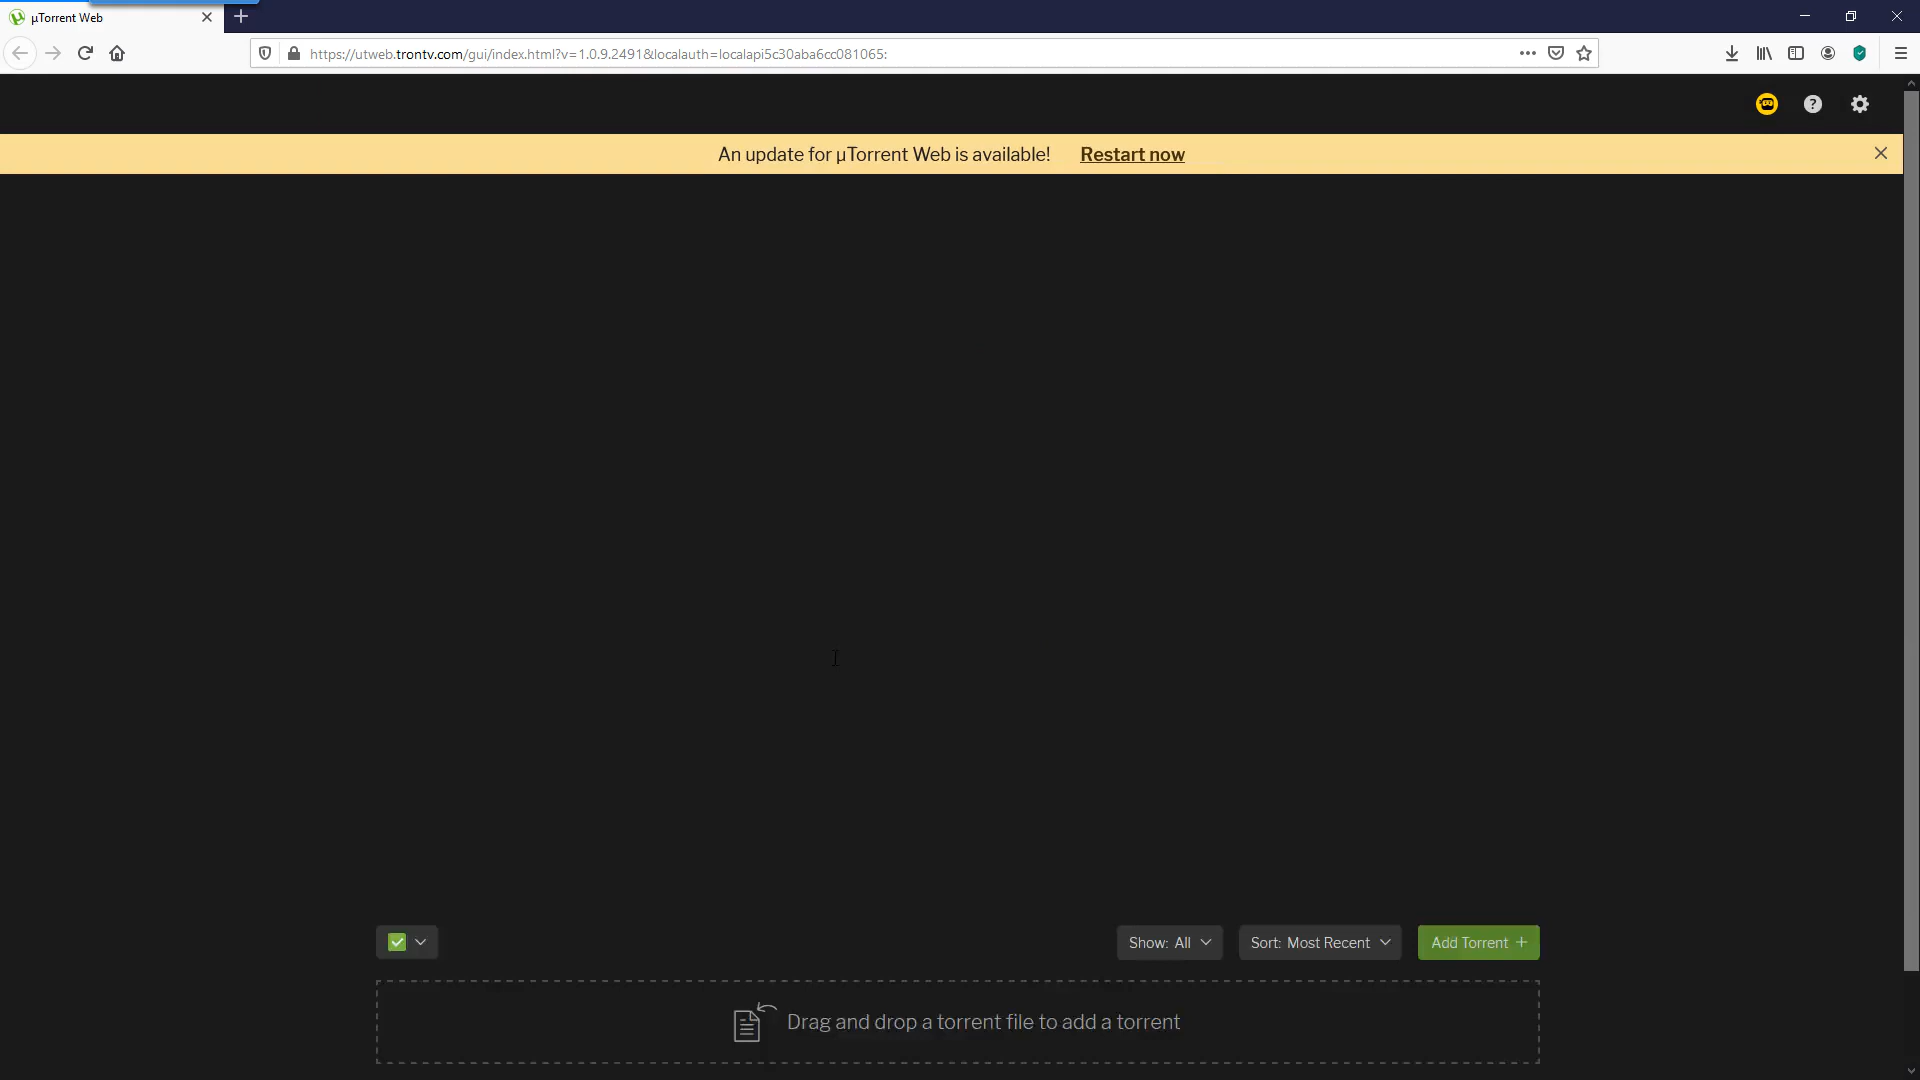 µTorrent Web
https://utweb.trontv.com/gui/index.html?v=1.0.9.2491&localauth=localapi5c30aba6cc081065:
An update for µTorrent Web is available! Restart now
Show: All Sort: Most Recent Add Torrent +
Drag and drop a torrent file to add a torrent